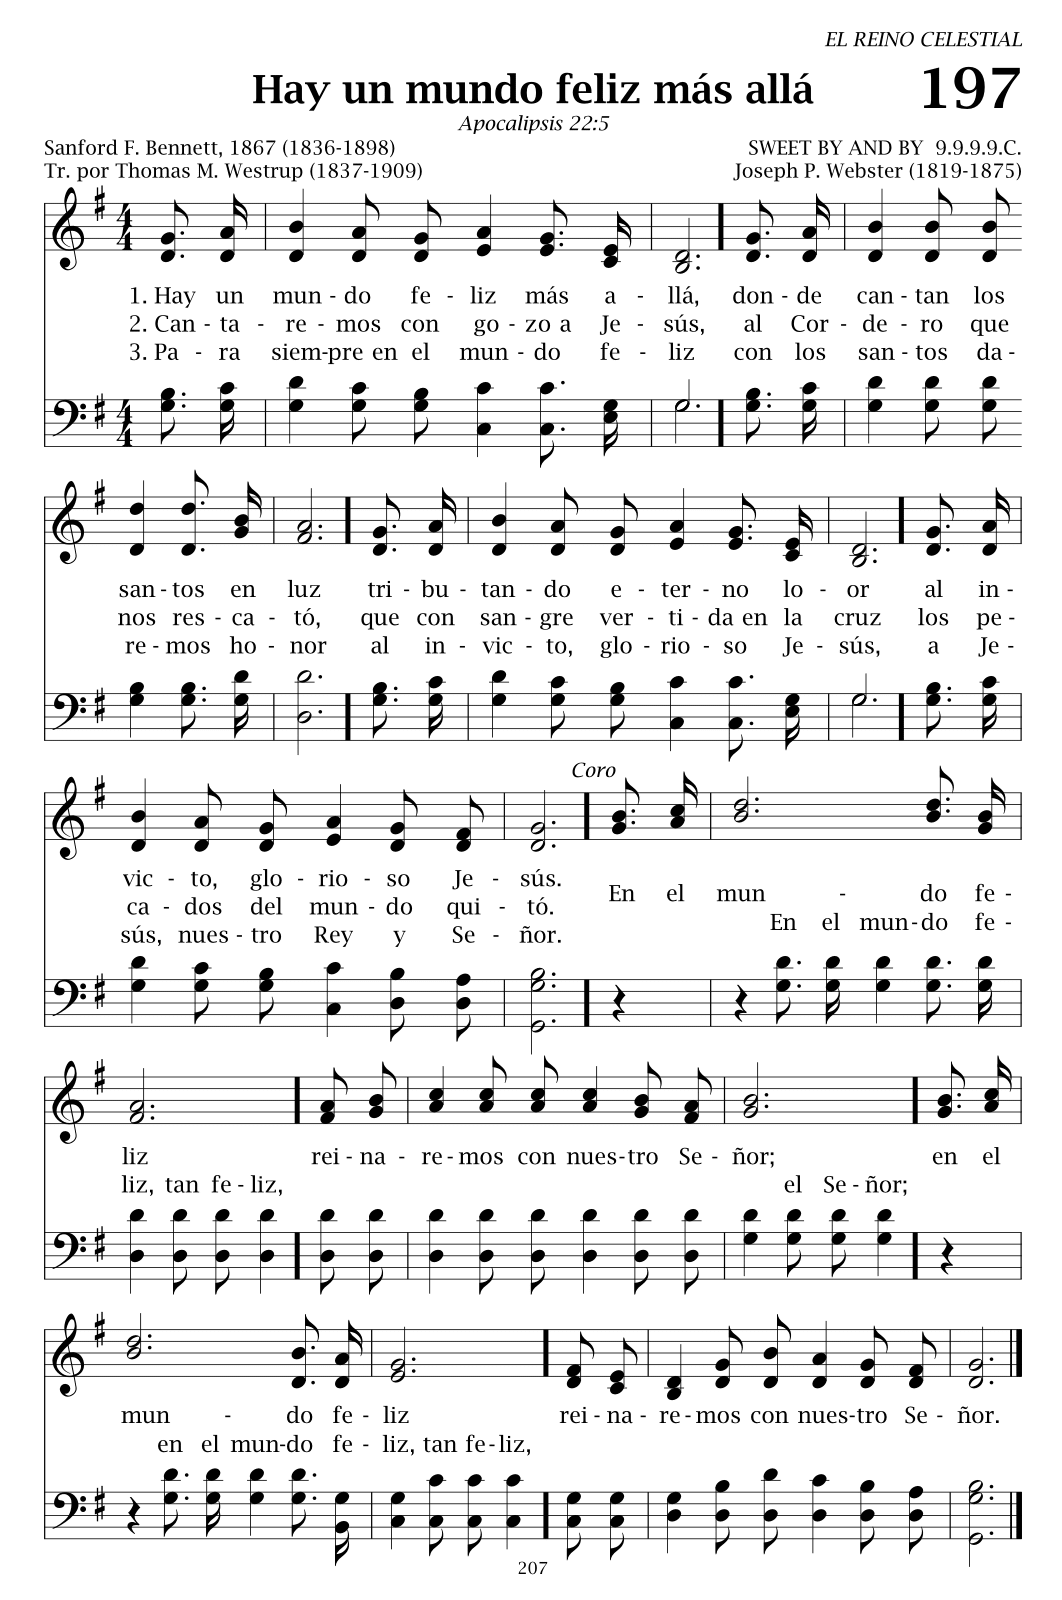 EL REINO CELESTIAL
Hay un mundo feliz más allá
197
Apocalipsis 22:5
Sanford F. Bennett, 1867 (1836-1898)
SWEET BY AND BY 9.9.9.9.C.
Tr. por Thomas M. Westrup (1837-1909)
Joseph P. Webster (1819-1875)
4
4
1. Hay un mun - do fe - liz más a - llá, don - de can - tan los
2. Can - ta - re - mos con go - zo a Je - sús, al Cor - de - ro que
3. Pa - ra siem - pre en el mun - do fe - liz con los san - tos da -
4
4
san - tos en luz tri - bu - tan - do e - ter - no lo - or al in -
nos res - ca - tó, que con san - gre ver - ti - da en la cruz los pe -
re - mos ho - nor al in - vic - to, glo - rio - so Je - sús, a Je -
Coro
vic - to, glo - rio - so Je - sús.
En el mun - do fe -
ca - dos del mun - do qui - tó.
En el mun - do fe -
sús, nues - tro Rey y Se - ñor.
liz rei - na - re - mos con nues - tro Se - ñor; en el
liz, tan fe - liz, el Se - ñor;
mun - do fe - liz rei - na - re - mos con nues - tro Se - ñor.
en el mun - do fe - liz, tan fe - liz,
207